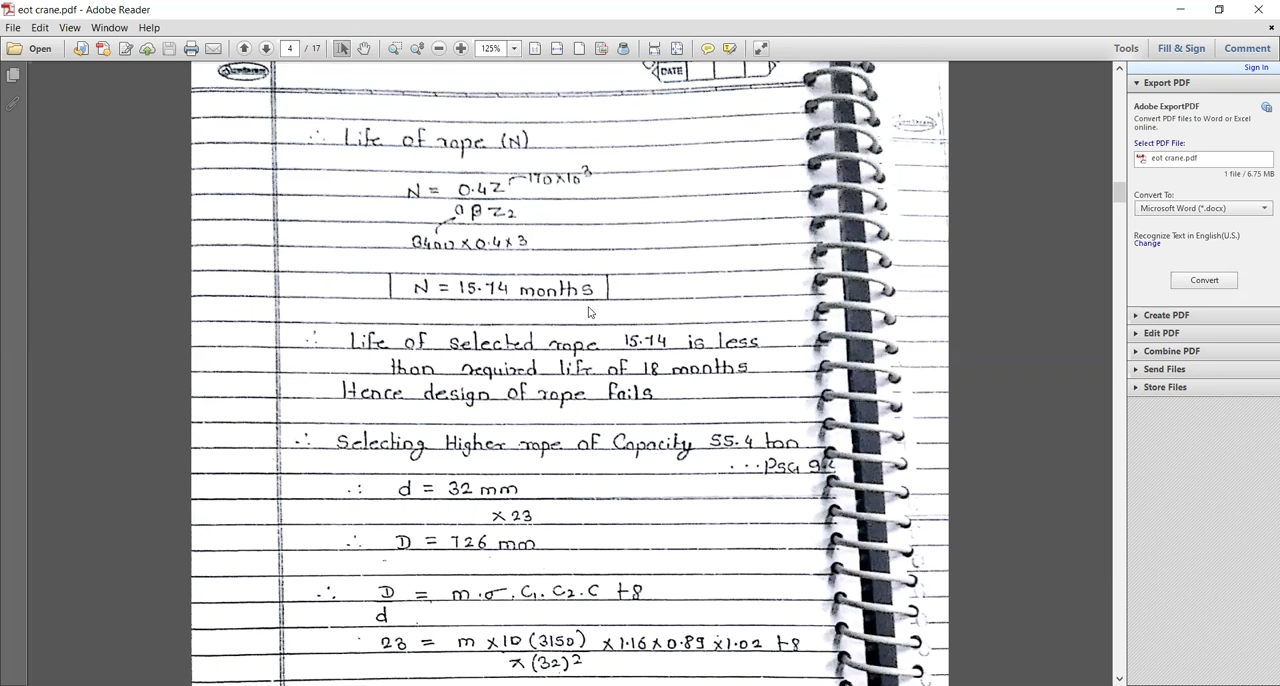 eot crane.pdf - Adobe Reader
File Edit View Window Help
Open 4 / 17 125% Tools Fill & Sign Comment
Sign In
Export PDF
Adobe ExportPDF
Convert PDF files to Word or Excel
online.
Select PDF File:
eot crane.pdf
1 file / 6.75 MB
Convert To:
Microsoft Word (*.docx)
Recognize Text in English(U.S.)
Change
Convert
Create PDF
Edit PDF
Combine PDF
Send Files
Store Files
DATE
∴ Life of rope (N)
N = 0.4Z 170×10³
a β Z2
3400 × 0.4 × 3
N = 15.74 months
∴ Life of selected rope 15.74 is less
than required life of 18 months
Hence design of rope fails
∴ Selecting Higher rope of Capacity 55.4 ton
... PSG
∴ d = 32 mm
× 23
∴ D = 726 mm
∴ D = m.σ.C1.C2.C +8
d
23 = m ×10 (3150) ×1.16×0.89×1.02 +8
× (32)²